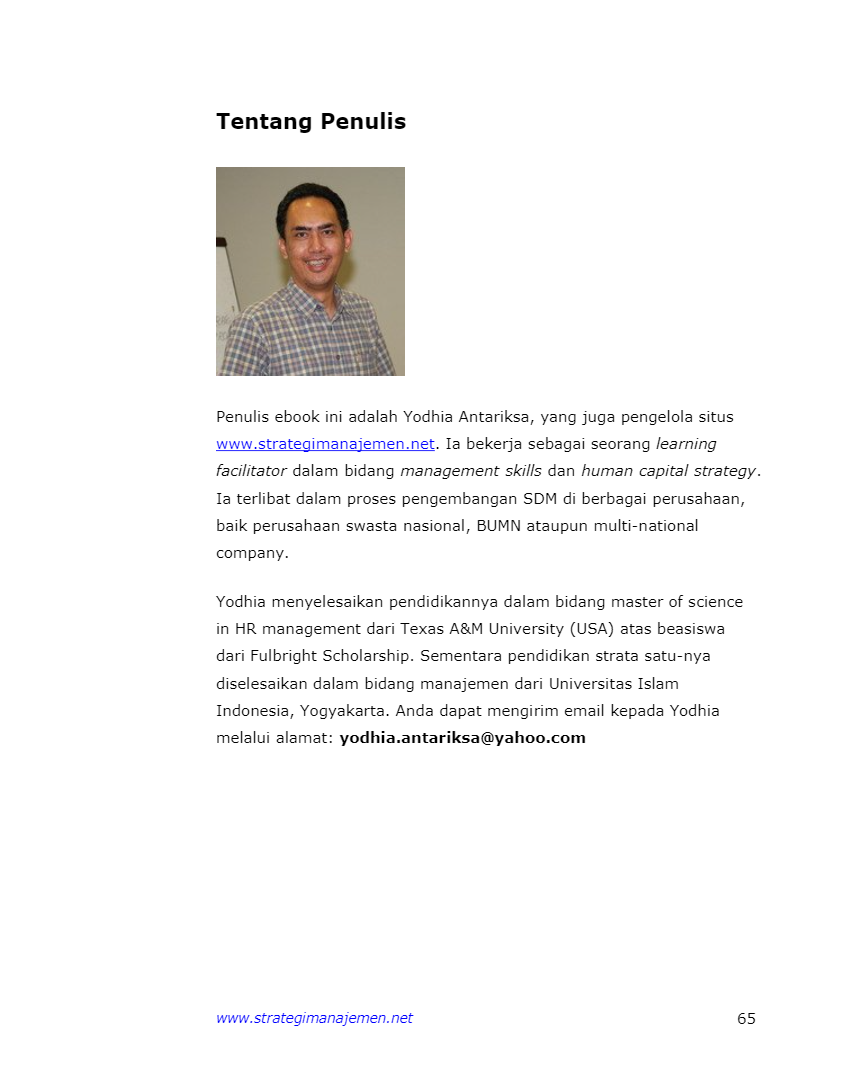 Tentang Penulis
Penulis ebook ini adalah Yodhia Antariksa, yang juga pengelola situs
www.strategimanajemen.net. Ia bekerja sebagai seorang learning
facilitator dalam bidang management skills dan human capital strategy.
Ia terlibat dalam proses pengembangan SDM di berbagai perusahaan,
baik perusahaan swasta nasional, BUMN ataupun multi-national
company.
Yodhia menyelesaikan pendidikannya dalam bidang master of science
in HR management dari Texas A&M University (USA) atas beasiswa
dari Fulbright Scholarship. Sementara pendidikan strata satu-nya
diselesaikan dalam bidang manajemen dari Universitas Islam
Indonesia, Yogyakarta. Anda dapat mengirim email kepada Yodhia
melalui alamat: yodhia.antariksa@yahoo.com
www.strategimanajemen.net 65